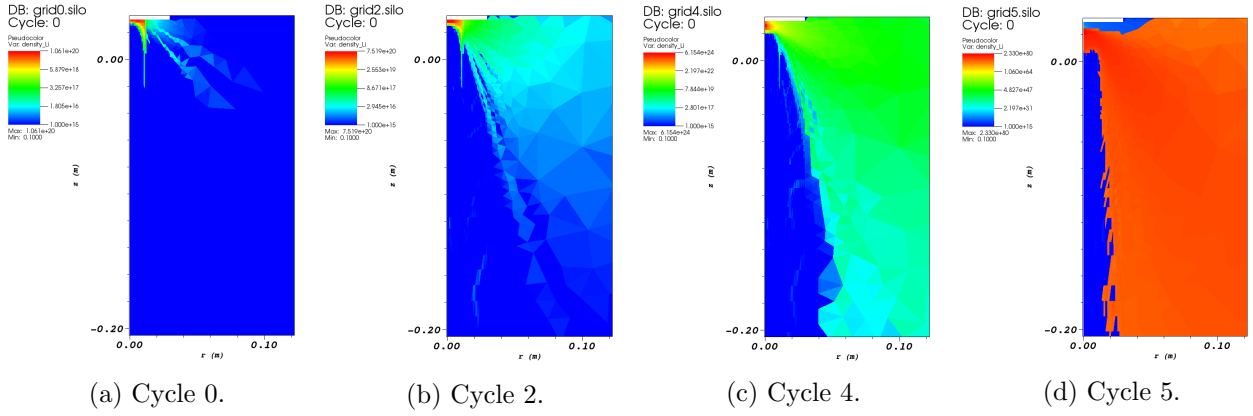 DB: grid0.silo
Cycle: 0
Pseudocolor
Var: density_Li
1.061e+20
5.879e+18
3.257e+17
1.805e+16
1.000e+15
Max: 1.061e+20
Min: 0.1000
0.00
z (m)
-0.20
0.00
0.10
r (m)
(a) Cycle 0.
DB: grid2.silo
Cycle: 0
Pseudocolor
Var: density_Li
7.519e+20
2.553e+19
8.671e+17
2.945e+16
1.000e+15
Max: 7.519e+20
Min: 0.1000
0.00
z (m)
-0.20
0.00
0.10
r (m)
(b) Cycle 2.
DB: grid4.silo
Cycle: 0
Pseudocolor
Var: density_Li
6.154e+24
2.197e+22
7.844e+19
2.801e+17
1.000e+15
Max: 6.154e+24
Min: 0.1000
0.00
z (m)
-0.20
0.00
0.10
r (m)
(c) Cycle 4.
DB: grid5.silo
Cycle: 0
Pseudocolor
Var: density_Li
2.330e+80
1.060e+64
4.827e+47
2.197e+31
1.000e+15
Max: 2.330e+80
Min: 0.1000
0.00
z (m)
-0.20
0.00
0.10
r (m)
(d) Cycle 5.